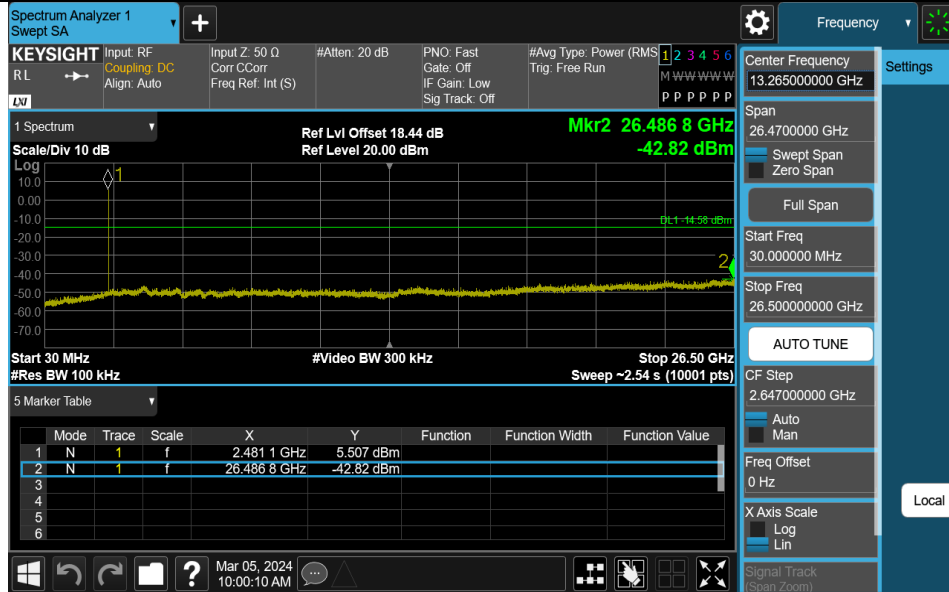 Spectrum Analyzer 1
Swept SA
+
Frequency
KEYSIGHT
RL
LXI
Input: RF
Coupling: DC
Align: Auto
Input Z: 50 Ω
Corr CCorr
Freq Ref: Int (S)
#Atten: 20 dB
PNO: Fast
Gate: Off
IF Gain: Low
Sig Track: Off
#Avg Type: Power (RMS
Trig: Free Run
1 2 3 4 5 6
M W W W W W
P P P P P P
1 Spectrum
Scale/Div 10 dB
Ref Lvl Offset 18.44 dB
Ref Level 20.00 dBm
Mkr2 26.486 8 GHz
-42.82 dBm
Log
10.0
0.00
-10.0
-20.0
-30.0
-40.0
-50.0
-60.0
-70.0
1
DL1 -14.58 dBm
2
Start 30 MHz
#Res BW 100 kHz
#Video BW 300 kHz
Stop 26.50 GHz
Sweep ~2.54 s (10001 pts)
5 Marker Table
Mode Trace Scale X Y Function Function Width Function Value
1 N 1 f 2.481 1 GHz 5.507 dBm
2 N 1 f 26.486 8 GHz -42.82 dBm
3
4
5
6
?
Mar 05, 2024
10:00:10 AM
Center Frequency
13.265000000 GHz
Span
26.4700000 GHz
Swept Span
Zero Span
Full Span
Start Freq
30.000000 MHz
Stop Freq
26.500000000 GHz
AUTO TUNE
CF Step
2.647000000 GHz
Auto
Man
Freq Offset
0 Hz
X Axis Scale
Log
Lin
Signal Track
(Span Zoom)
Settings
Local